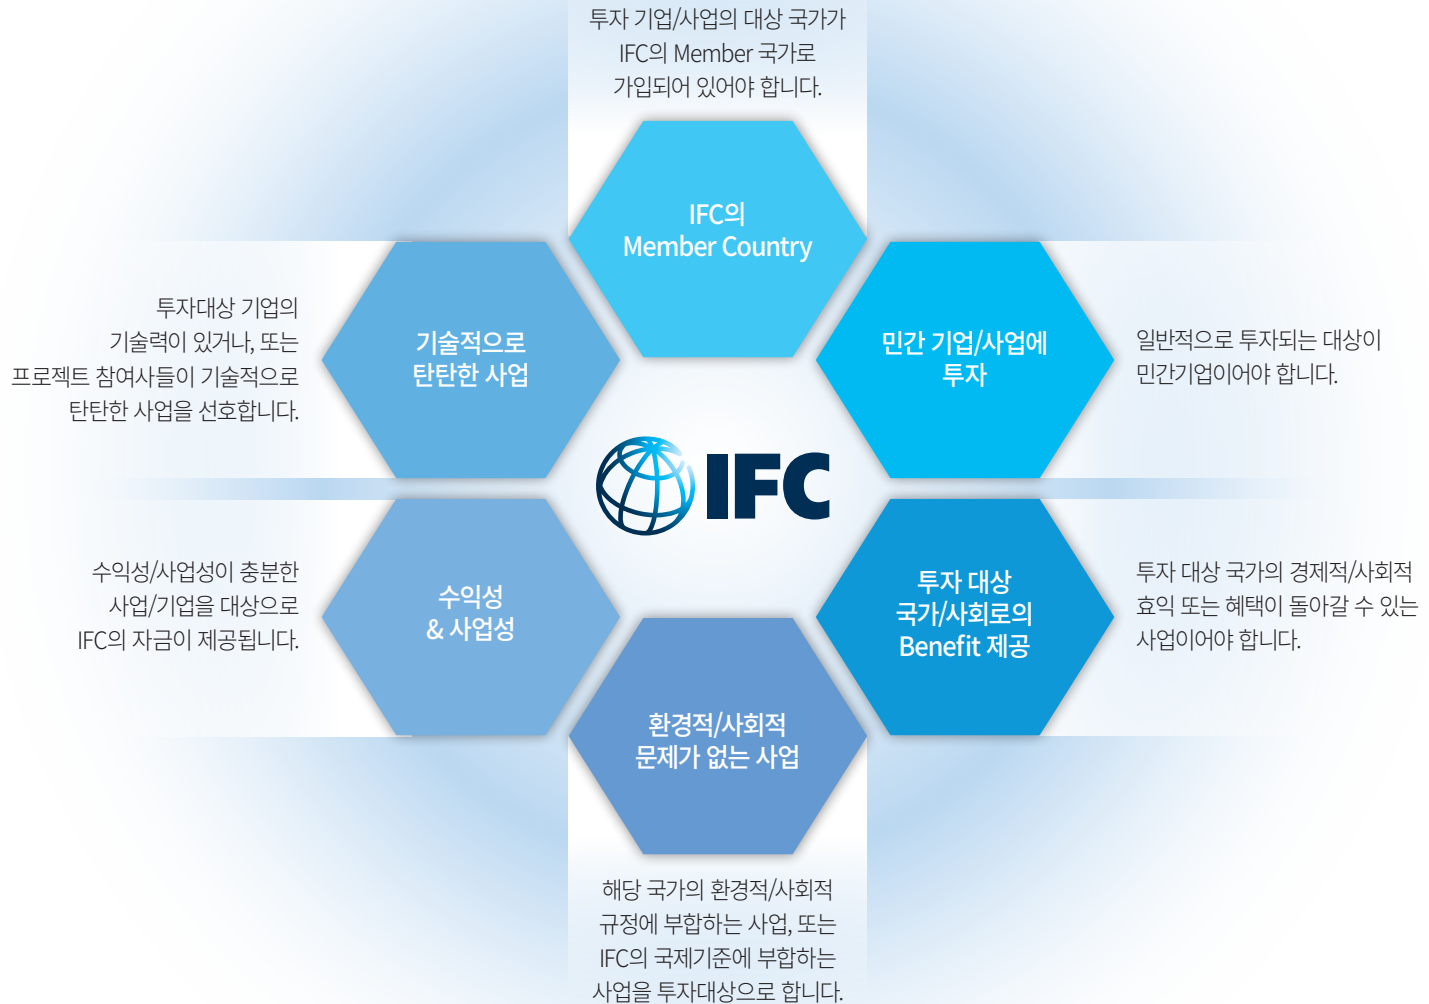 투자 기업/사업의 대상 국가가
IFC의 Member 국가로
가입되어 있어야 합니다.
IFC의
Member Country
민간 기업/사업에
투자
일반적으로 투자되는 대상이
민간기업이어야 합니다.
투자 대상
국가/사회로의
Benefit 제공
투자 대상 국가의 경제적/사회적
효익 또는 혜택이 돌아갈 수 있는
사업이어야 합니다.
환경적/사회적
문제가 없는 사업
해당 국가의 환경적/사회적
규정에 부합하는 사업, 또는
IFC의 국제기준에 부합하는
사업을 투자대상으로 합니다.
수익성
& 사업성
수익성/사업성이 충분한
사업/기업을 대상으로
IFC의 자금이 제공됩니다.
기술적으로
탄탄한 사업
투자대상 기업의
기술력이 있거나, 또는
프로젝트 참여사들이 기술적으로
탄탄한 사업을 선호합니다.
IFC